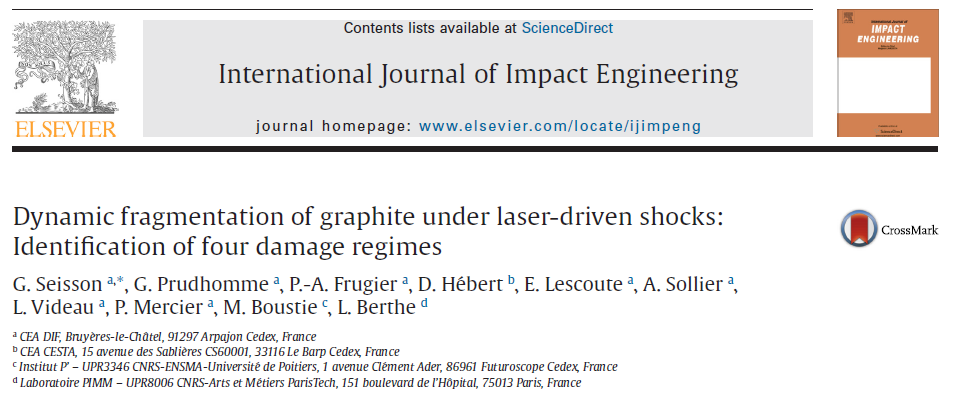 Contents lists available at ScienceDirect
International Journal of Impact Engineering
journal homepage: www.elsevier.com/locate/ijimpeng
ELSEVIER
IMPACT
ENGINEERING
Dynamic fragmentation of graphite under laser-driven shocks:
Identification of four damage regimes
CrossMark
G. Seisson a,*, G. Prudhomme a, P.-A. Frugier a, D. Hébert b, E. Lescoute a, A. Sollier a,
L. Videau a, P. Mercier a, M. Boustie c, L. Berthe d
a CEA DIF, Bruyères-le-Châtel, 91297 Arpajon Cedex, France
b CEA CESTA, 15 avenue des Sablières CS60001, 33116 Le Barp Cedex, France
c Institut P' – UPR3346 CNRS-ENSMA-Université de Poitiers, 1 avenue Clément Ader, 86961 Futuroscope Cedex, France
d Laboratoire PIMM – UPR8006 CNRS-Arts et Métiers ParisTech, 151 boulevard de l'Hôpital, 75013 Paris, France